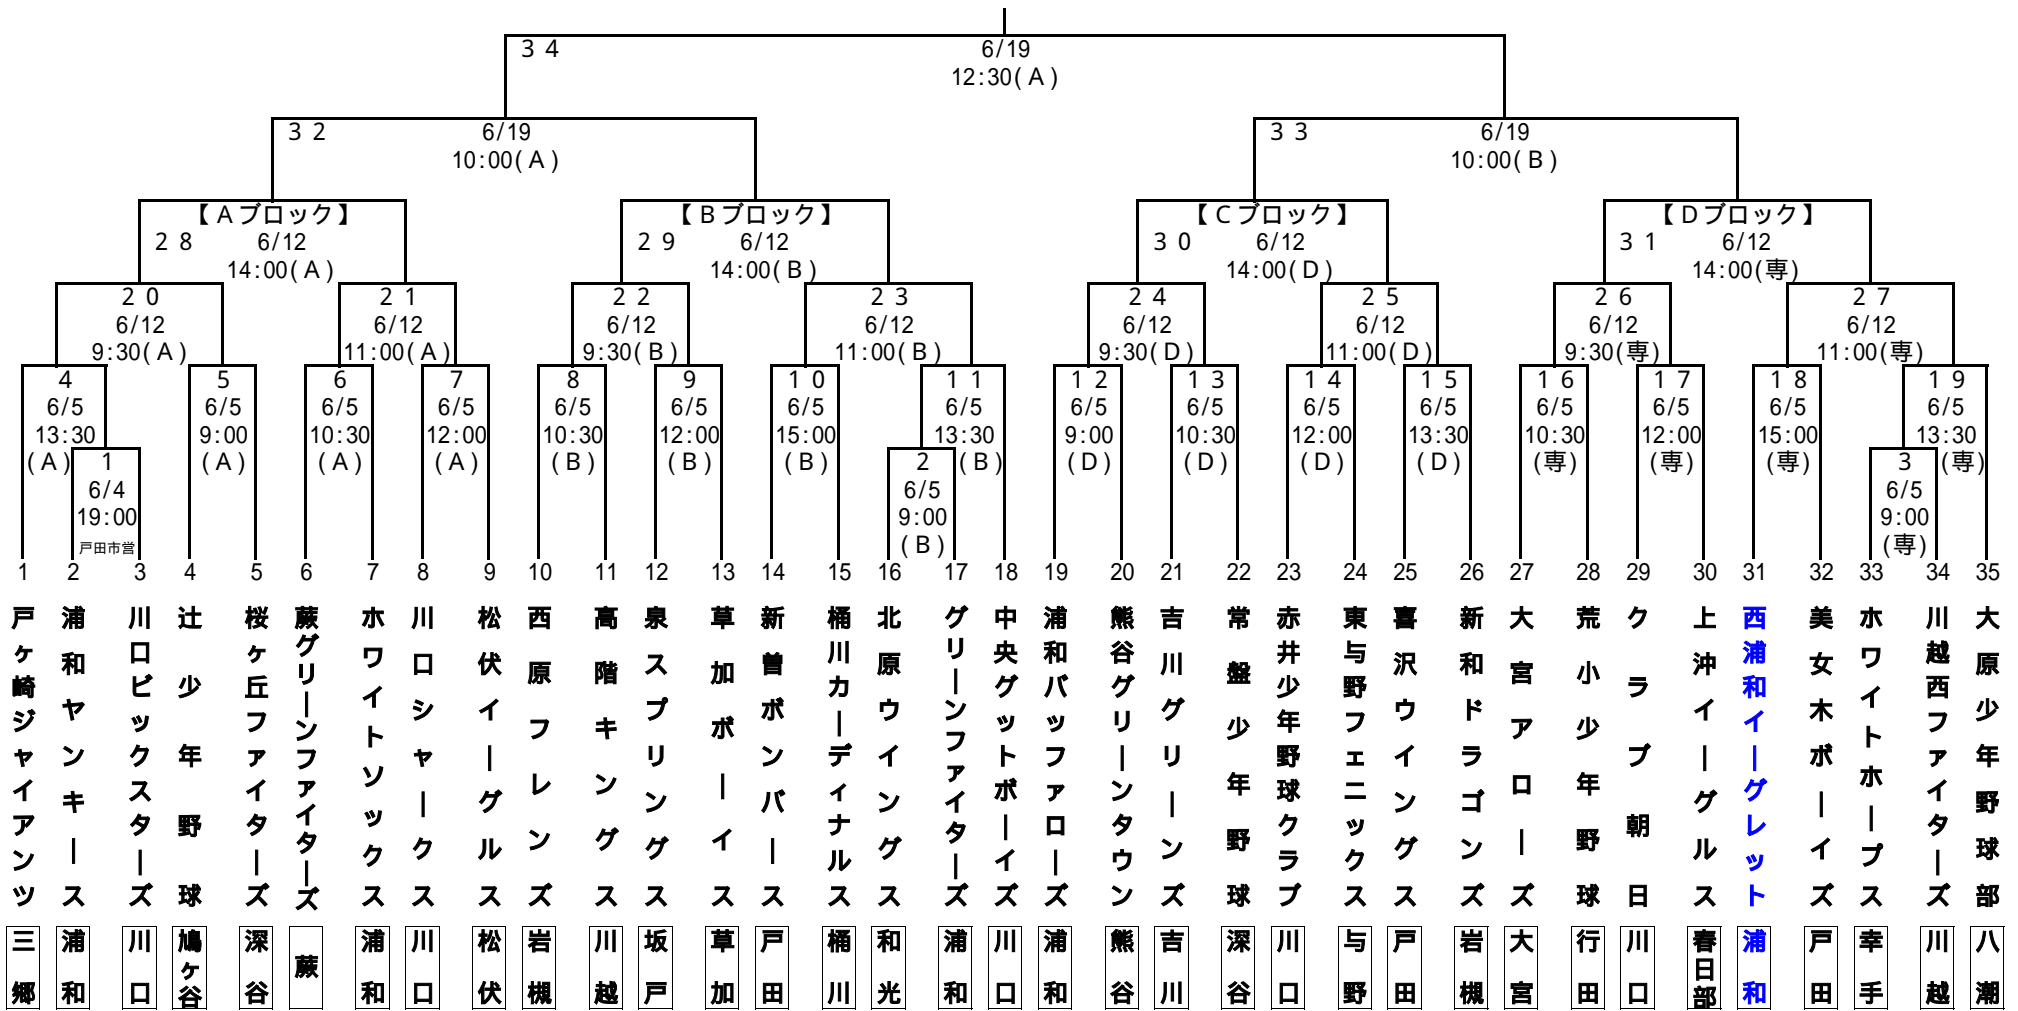 ３４
6/19
12:30(Ａ)
３２
6/19
10:00(Ａ)
３３
6/19
10:00(Ｂ)
【Ａブロック】
２８
6/12
14:00(Ａ)
【Ｂブロック】
２９
6/12
14:00(Ｂ)
【Ｃブロック】
３０
6/12
14:00(Ｄ)
【Ｄブロック】
３１
6/12
14:00(専)
２０
6/12
9:30(Ａ)
２１
6/12
11:00(Ａ)
２２
6/12
9:30(Ｂ)
２３
6/12
11:00(Ｂ)
２４
6/12
9:30(Ｄ)
２５
6/12
11:00(Ｄ)
２６
6/12
9:30(専)
２７
6/12
11:00(専)
４
6/5
13:30
(Ａ)
５
6/5
9:00
(Ａ)
６
6/5
10:30
(Ａ)
７
6/5
12:00
(Ａ)
８
6/5
10:30
(Ｂ)
９
6/5
12:00
(Ｂ)
１０
6/5
15:00
(Ｂ)
１１
6/5
13:30
(Ｂ)
１２
6/5
9:00
(Ｄ)
１３
6/5
10:30
(Ｄ)
１４
6/5
12:00
(Ｄ)
１５
6/5
13:30
(Ｄ)
１６
6/5
10:30
(専)
１７
6/5
12:00
(専)
１８
6/5
15:00
(専)
１９
6/5
13:30
(専)
１
6/4
19:00
戸田市営
２
6/5
9:00
(Ｂ)
３
6/5
9:00
(専)
1
戸ヶ崎ジャイアンツ
三郷
2
浦和ヤンキース
浦和
3
川口ビックスターズ
川口
4
辻少年野球
鳩ヶ谷
5
桜ヶ丘ファイターズ
深谷
6
蕨グリーンファイターズ
蕨
7
ホワイトソックス
浦和
8
川口シャークス
川口
9
松伏イーグルス
松伏
10
西原フレンズ
岩槻
11
高階キングス
川越
12
泉スプリングス
坂戸
13
草加ボーイス
草加
14
新曽ボンバース
戸田
15
桶川カーディナルス
桶川
16
北原ウイングス
和光
17
グリーンファイターズ
浦和
18
中央グットボーイズ
川口
19
浦和バッファローズ
浦和
20
熊谷グリーンタウン
熊谷
21
吉川グリーンズ
吉川
22
常盤少年野球
深谷
23
赤井少年野球クラブ
川口
24
東与野フェニックス
与野
25
喜沢ウイングス
戸田
26
新和ドラゴンズ
岩槻
27
大宮アローズ
大宮
28
荒小少年野球
行田
29
クラブ朝日
川口
30
上沖イーグルス
春日部
31
西浦和イーグレット
浦和
32
美女木ボーイズ
戸田
33
ホワイトホープス
幸手
34
川越西ファイターズ
川越
35
大原少年野球部
八潮